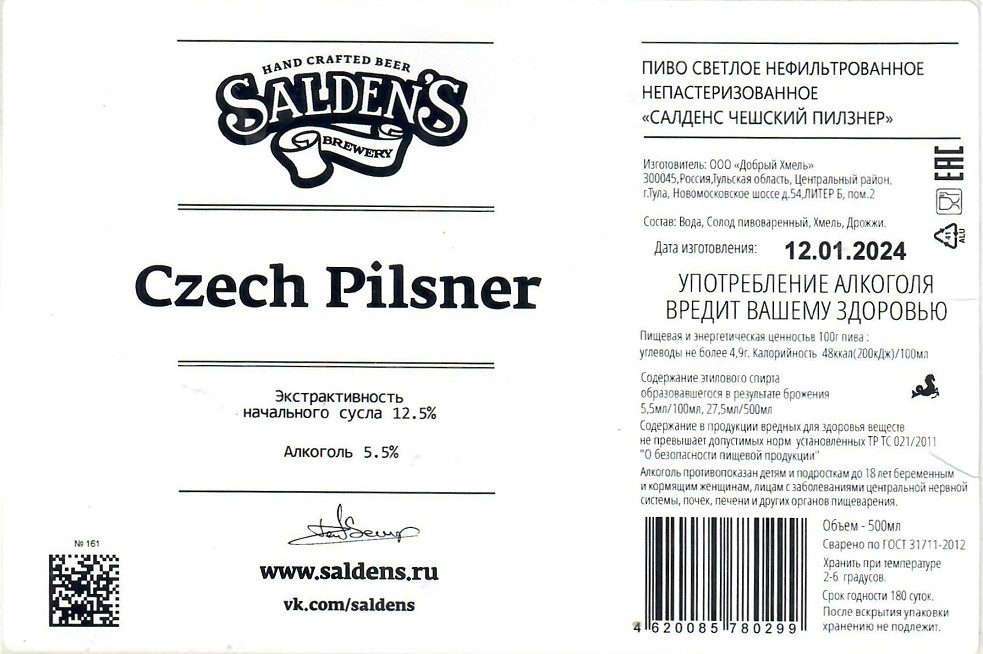 HAND CRAFTED BEER
SALDEN'S
BREWERY
Czech Pilsner
Экстрактивность
начального сусла 12.5%
Алкоголь 5.5%
www.saldens.ru
vk.com/saldens
№ 161
ПИВО СВЕТЛОЕ НЕФИЛЬТРОВАННОЕ
НЕПАСТЕРИЗОВАННОЕ
«САЛДЕНС ЧЕШСКИЙ ПИЛЗНЕР»
Изготовитель: ООО «Добрый Хмель»
300045,Россия,Тульская область, Центральный район,
г.Тула, Новомосковское шоссе д.54,ЛИТЕР Б, пом.2
EAC
Состав: Вода, Солод пивоваренный, Хмель, Дрожжи.
41
ALU
Дата изготовления: 12.01.2024
УПОТРЕБЛЕНИЕ АЛКОГОЛЯ
ВРЕДИТ ВАШЕМУ ЗДОРОВЬЮ
Пищевая и энергетическая ценностьв 100г пива :
углеводы не более 4,9г. Калорийность 48ккал(200кДж)/100мл
Содержание этилового спирта
образовавшегося в результате брожения
5,5мл/100мл, 27,5мл/500мл
Содержание в продукции вредных для здоровья веществ
не превышает допустимых норм установленных ТР ТС 021/2011
"О безопасности пищевой продукции"
Алкоголь противопоказан детям и подросткам до 18 лет беременным
и кормящим женщинам, лицам с заболеваниями центральной нервной
системы, почек, печени и других органов пищеварения.
Объем - 500мл
Сварено по ГОСТ 31711-2012
Хранить при температуре
2-6 градусов.
Срок годности 180 суток.
После вскрытия упаковки
хранению не подлежит.
4 620085 780299